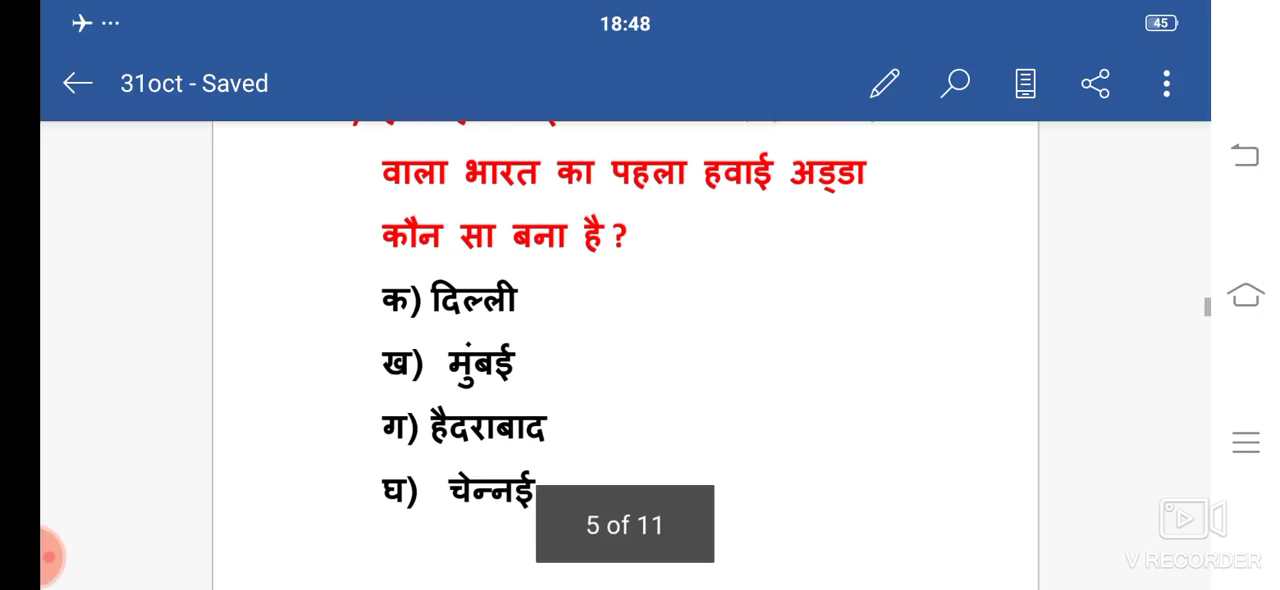 18:48
45
31oct - Saved
वाला भारत का पहला हवाई अड्डा
कौन सा बना है ?
क) दिल्ली
ख) मुंबई
ग) हैदराबाद
घ) चेन्नई
5 of 11
V RECORDER